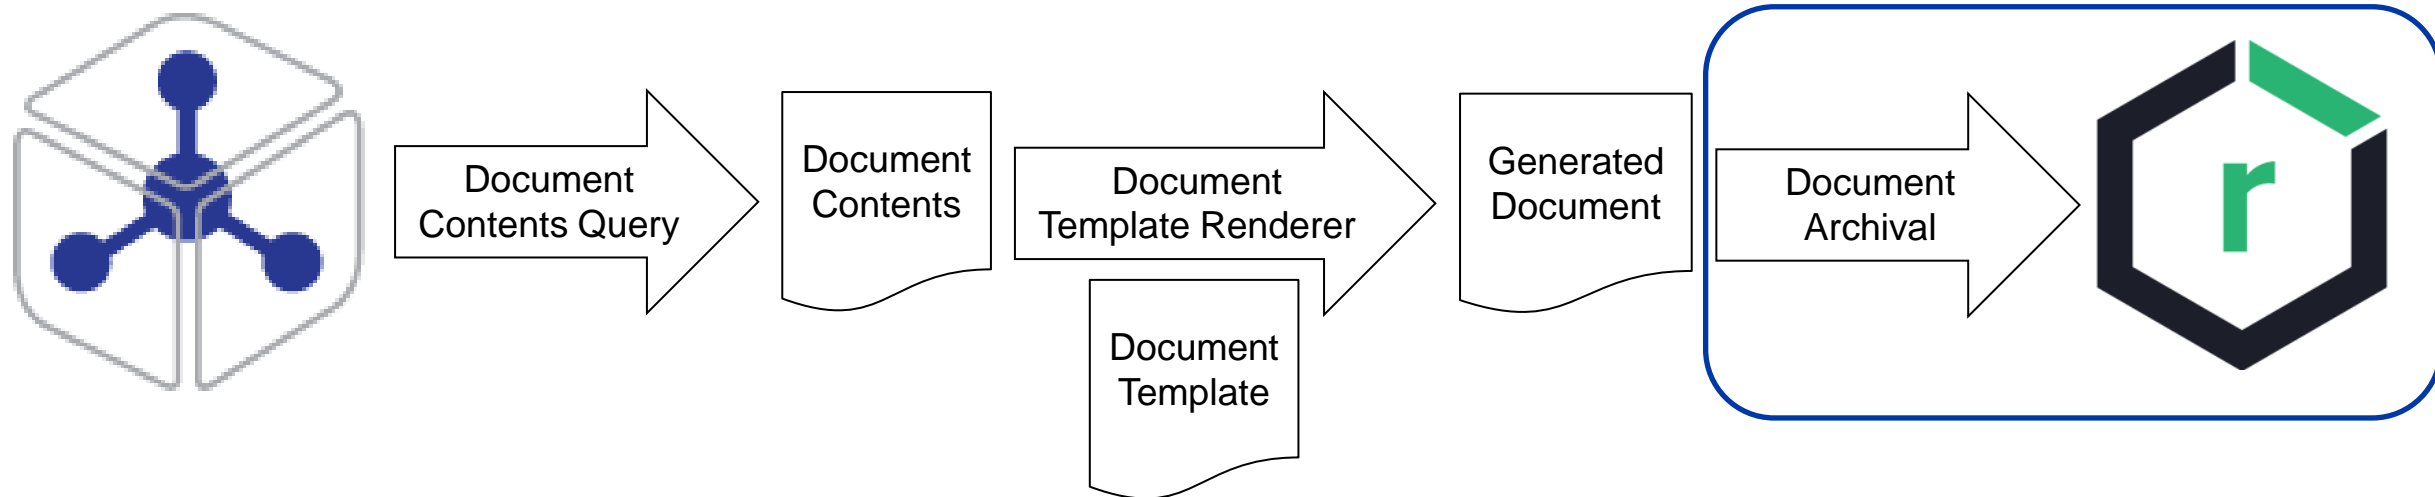 Document
Contents Query
Document
Contents
Document
Template Renderer
Document
Template
Generated
Document
Document
Archival
r